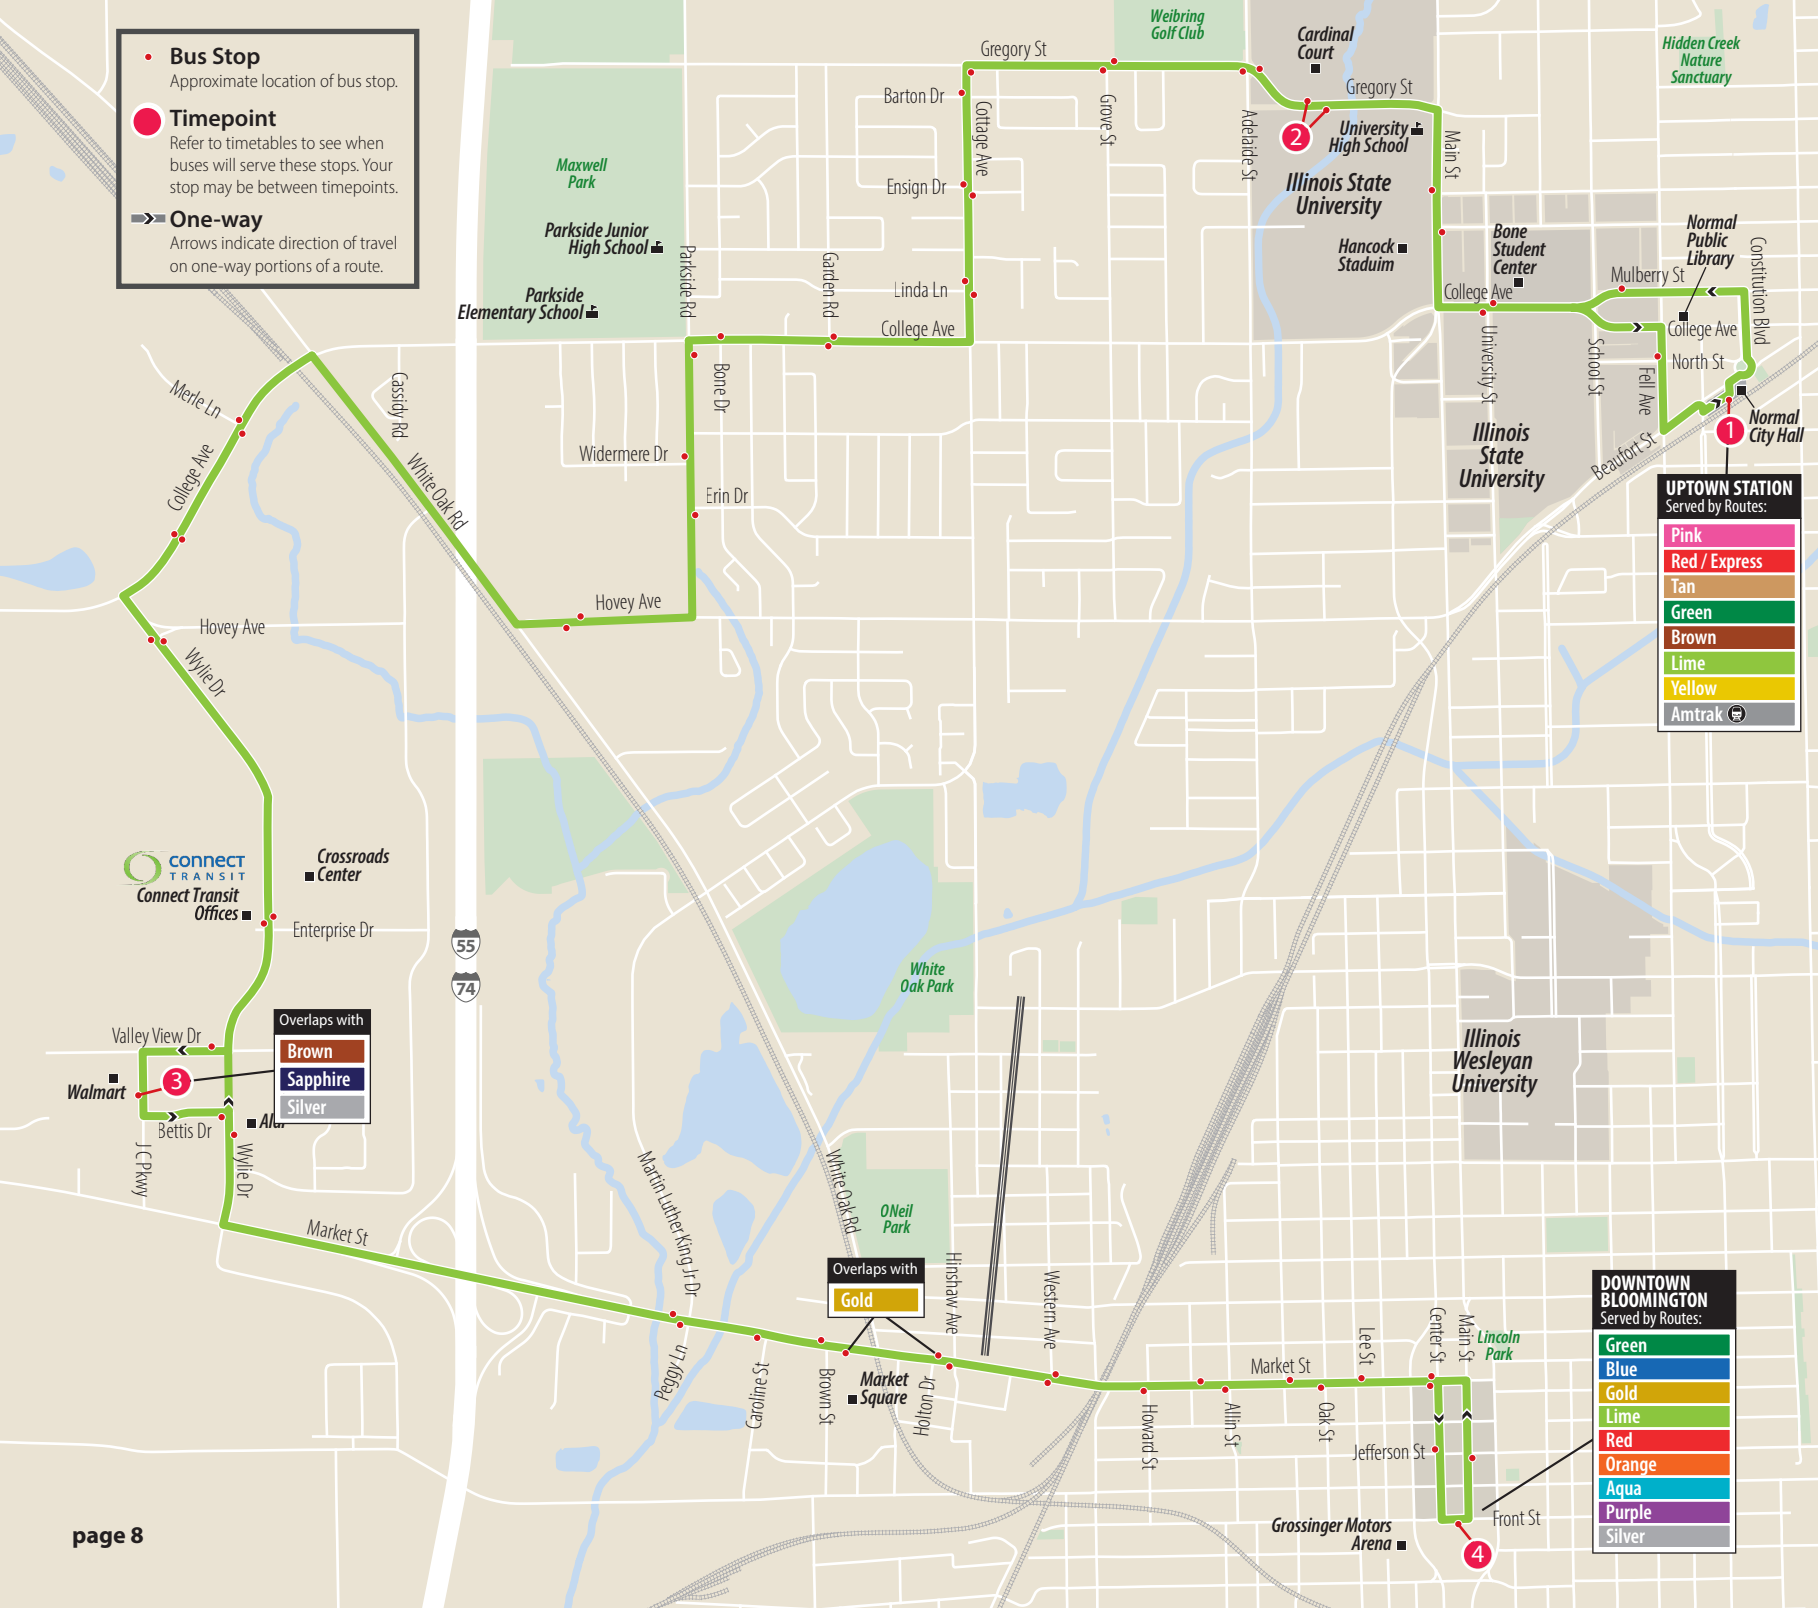 Bus Stop
Approximate location of bus stop.
Timepoint
Refer to timetables to see when
buses will serve these stops. Your
stop may be between timepoints.
One-way
Arrows indicate direction of travel
on one-way portions of a route.
Weibring
Golf Club
Cardinal
Court
Hidden Creek
Nature
Sanctuary
Gregory St
Gregory St
Barton Dr
Cottage Ave
Grove St
Adelaide St
2
University
High School
Main St
Maxwell
Park
Ensign Dr
Illinois State
University
Parkside Junior
High School
Parkside Rd
Garden Rd
Hancock
Staduim
Bone
Student
Center
Normal
Public
Library
Constitution Blvd
Parkside
Elementary School
Linda Ln
College Ave
College Ave
Mulberry St
College Ave
North St
University St
School St
Fell Ave
Beaufort St
1
Normal
City Hall
Merle Ln
Cassidy Rd
Bone Dr
College Ave
White Oak Rd
Widermere Dr
Erin Dr
Illinois
State
University
UPTOWN STATION
Served by Routes:
Pink
Red / Express
Tan
Green
Brown
Lime
Yellow
Amtrak
Hovey Ave
Hovey Ave
Wylie Dr
connect
TRANSIT
Connect Transit
Offices
Crossroads
Center
Enterprise Dr
55
74
White
Oak Park
Valley View Dr
Overlaps with
Brown
Sapphire
Silver
3
Walmart
Bettis Dr
J C Pkwy
Wylie Dr
Illinois
Wesleyan
University
Market St
Martin Luther King Jr Dr
White Oak Rd
ONeil
Park
Overlaps with
Gold
Hinshaw Ave
Western Ave
Peggy Ln
Caroline St
Brown St
Market
Square
Holton Dr
Howard St
Allin St
Market St
Oak St
Lee St
Center St
Main St
Lincoln
Park
Jefferson St
Front St
Grossinger Motors
Arena
4
DOWNTOWN
BLOOMINGTON
Served by Routes:
Green
Blue
Gold
Lime
Red
Orange
Aqua
Purple
Silver
page 8